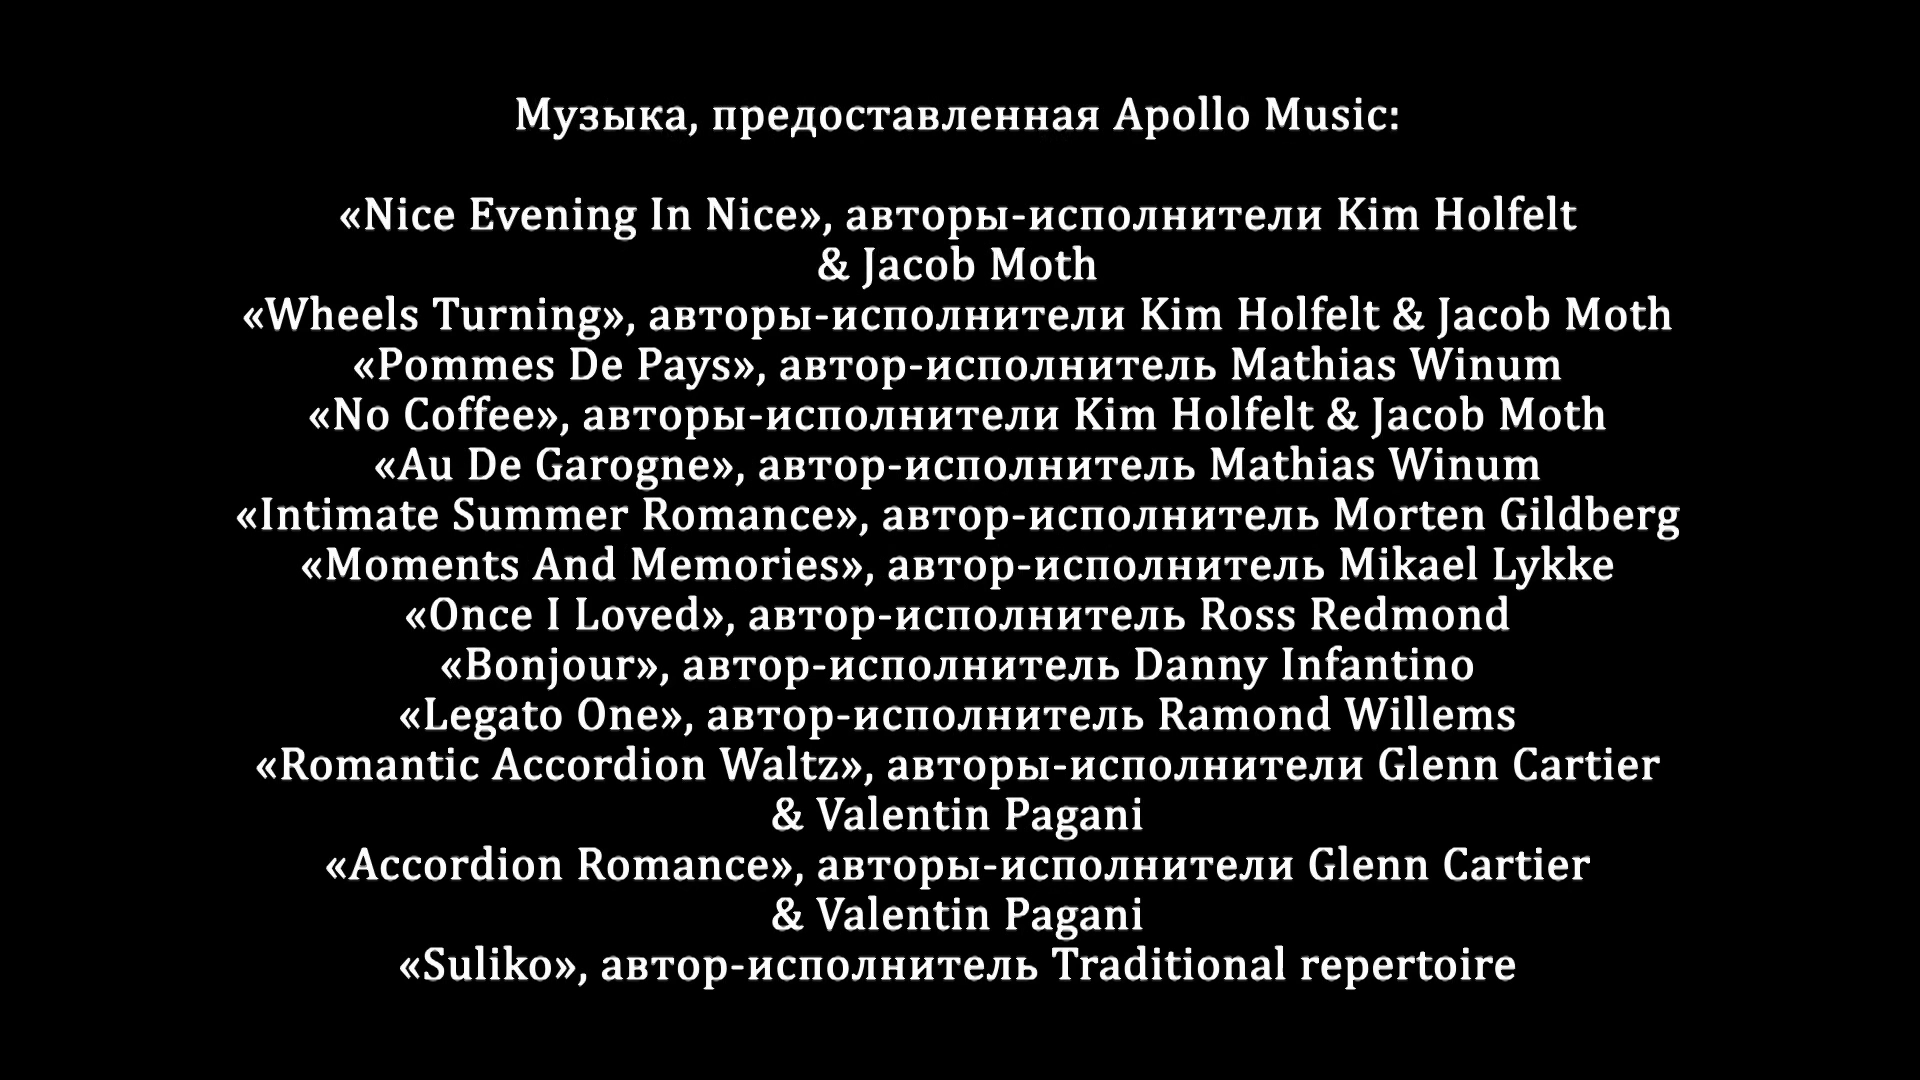 Музыка, предоставленная Apollo Music:
«Nice Evening In Nice», авторы-исполнители Kim Holfelt
& Jacob Moth
«Wheels Turning», авторы-исполнители Kim Holfelt & Jacob Moth
«Pommes De Pays», автор-исполнитель Mathias Winum
«No Coffee», авторы-исполнители Kim Holfelt & Jacob Moth
«Au De Garogne», автор-исполнитель Mathias Winum
«Intimate Summer Romance», автор-исполнитель Morten Gildberg
«Moments And Memories», автор-исполнитель Mikael Lykke
«Once I Loved», автор-исполнитель Ross Redmond
«Bonjour», автор-исполнитель Danny Infantino
«Legato One», автор-исполнитель Ramond Willems
«Romantic Accordion Waltz», авторы-исполнители Glenn Cartier
& Valentin Pagani
«Accordion Romance», авторы-исполнители Glenn Cartier
& Valentin Pagani
«Suliko», автор-исполнитель Traditional repertoire